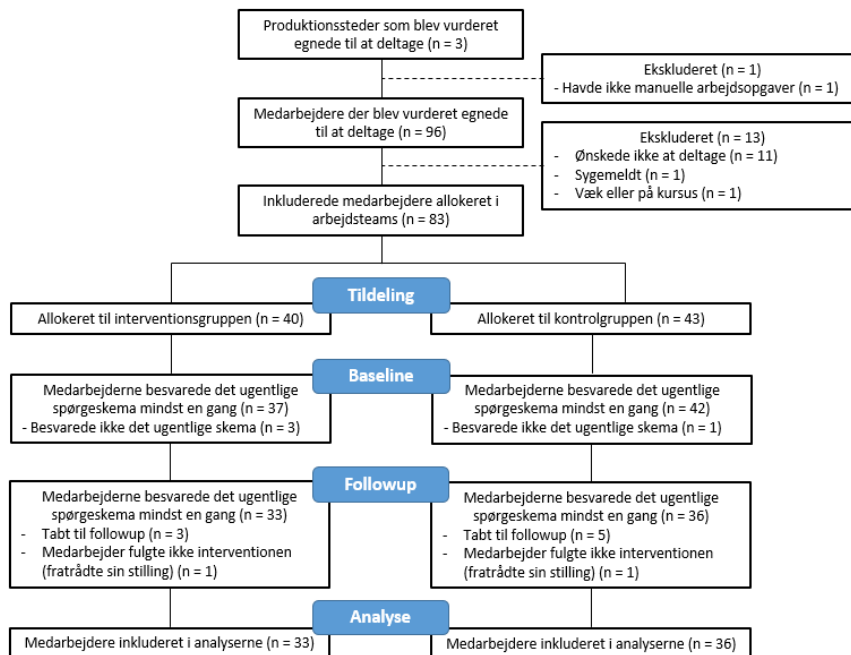 Produktionssteder som blev vurderet
egnede til at deltage (n = 3)
Ekskluderet (n = 1)
- Havde ikke manuelle arbejdsopgaver (n = 1)
Medarbejdere der blev vurderet egnede
til at deltage (n = 96)
Ekskluderet (n = 13)
- Ønskede ikke at deltage (n = 11)
- Sygemeldt (n = 1)
- Væk eller på kursus (n = 1)
Inkluderede medarbejdere allokeret i
arbejdsteams (n = 83)
Tildeling
Allokeret til interventionsgruppen (n = 40)
Allokeret til kontrolgruppen (n = 43)
Baseline
Medarbejderne besvarede det ugentlige
spørgeskema mindst en gang (n = 37)
- Besvarede ikke det ugentlige skema (n = 3)
Medarbejderne besvarede det ugentlige
spørgeskema mindst en gang (n = 42)
- Besvarede ikke det ugentlige skema (n = 1)
Followup
Medarbejderne besvarede det ugentlige
spørgeskema mindst en gang (n = 33)
- Tabt til followup (n = 3)
- Medarbejder fulgte ikke interventionen
(fratrådte sin stilling) (n = 1)
Medarbejderne besvarede det ugentlige
spørgeskema mindst en gang (n = 36)
- Tabt til followup (n = 5)
- Medarbejder fulgte ikke interventionen
(fratrådte sin stilling) (n = 1)
Analyse
Medarbejdere inkluderet i analyserne (n = 33)
Medarbejdere inkluderet i analyserne (n = 36)